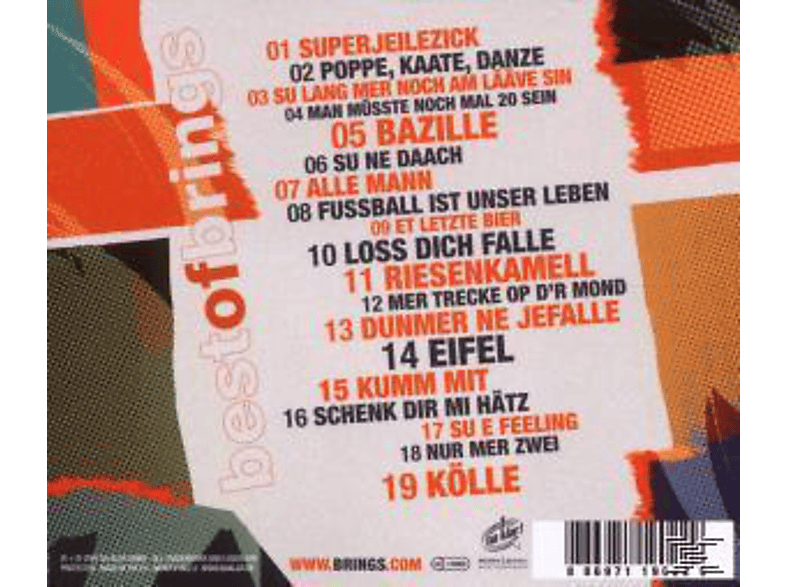 01 SUPERJEILEZICK
02 POPPE, KAATE, DANZE
03 SU LANG MER NOCH AM LÄÄVE SIN
04 MAN MÜSSTE NOCH MAL 20 SEIN
05 BAZILLE
06 SU NE DAACH
07 ALLE MANN
08 FUSSBALL IST UNSER LEBEN
09 ET LETZTE BIER
10 LOSS DICH FALLE
11 RIESENKAMELL
12 MER TRECKE OP D'R MOND
13 DUNMER NE JEFALLE
14 EIFEL
15 KUMM MIT
16 SCHENK DIR MI HÄTZ
17 SU E FEELING
18 NUR MER ZWEI
19 KÖLLE
bestofbrings
WWW.BRINGS.COM